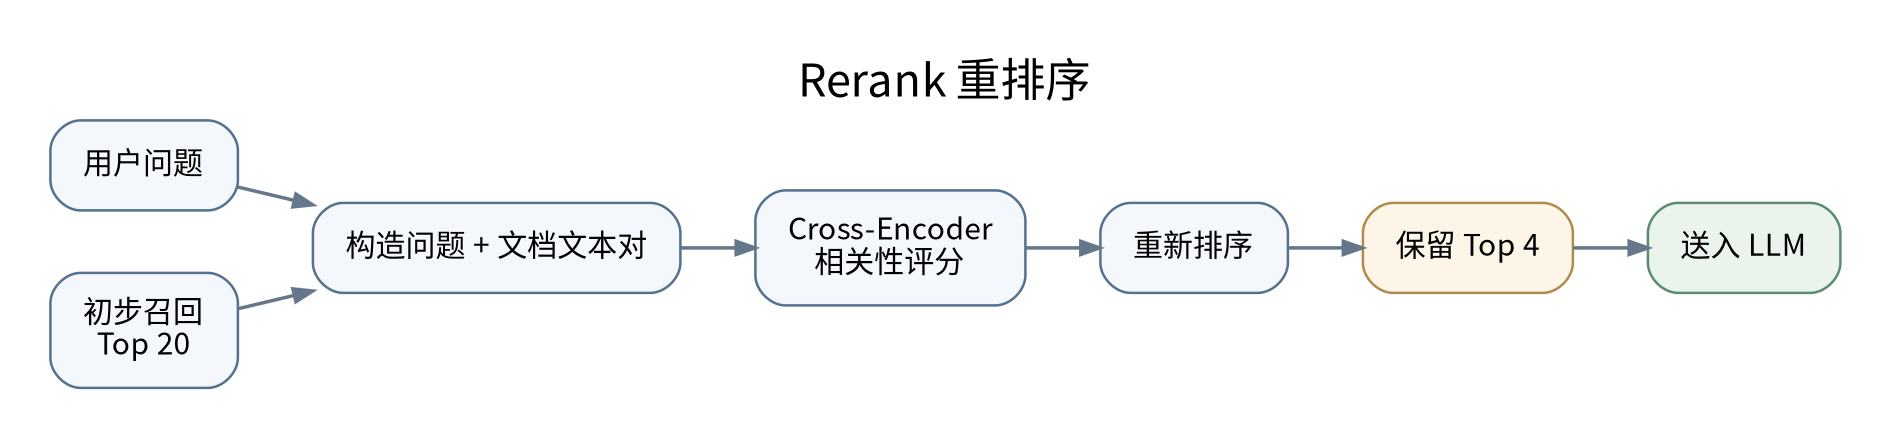 Rerank 重排序
用户问题
初步召回
Top 20
构造问题 + 文档文本对
Cross-Encoder
相关性评分
重新排序
保留 Top 4
送入 LLM